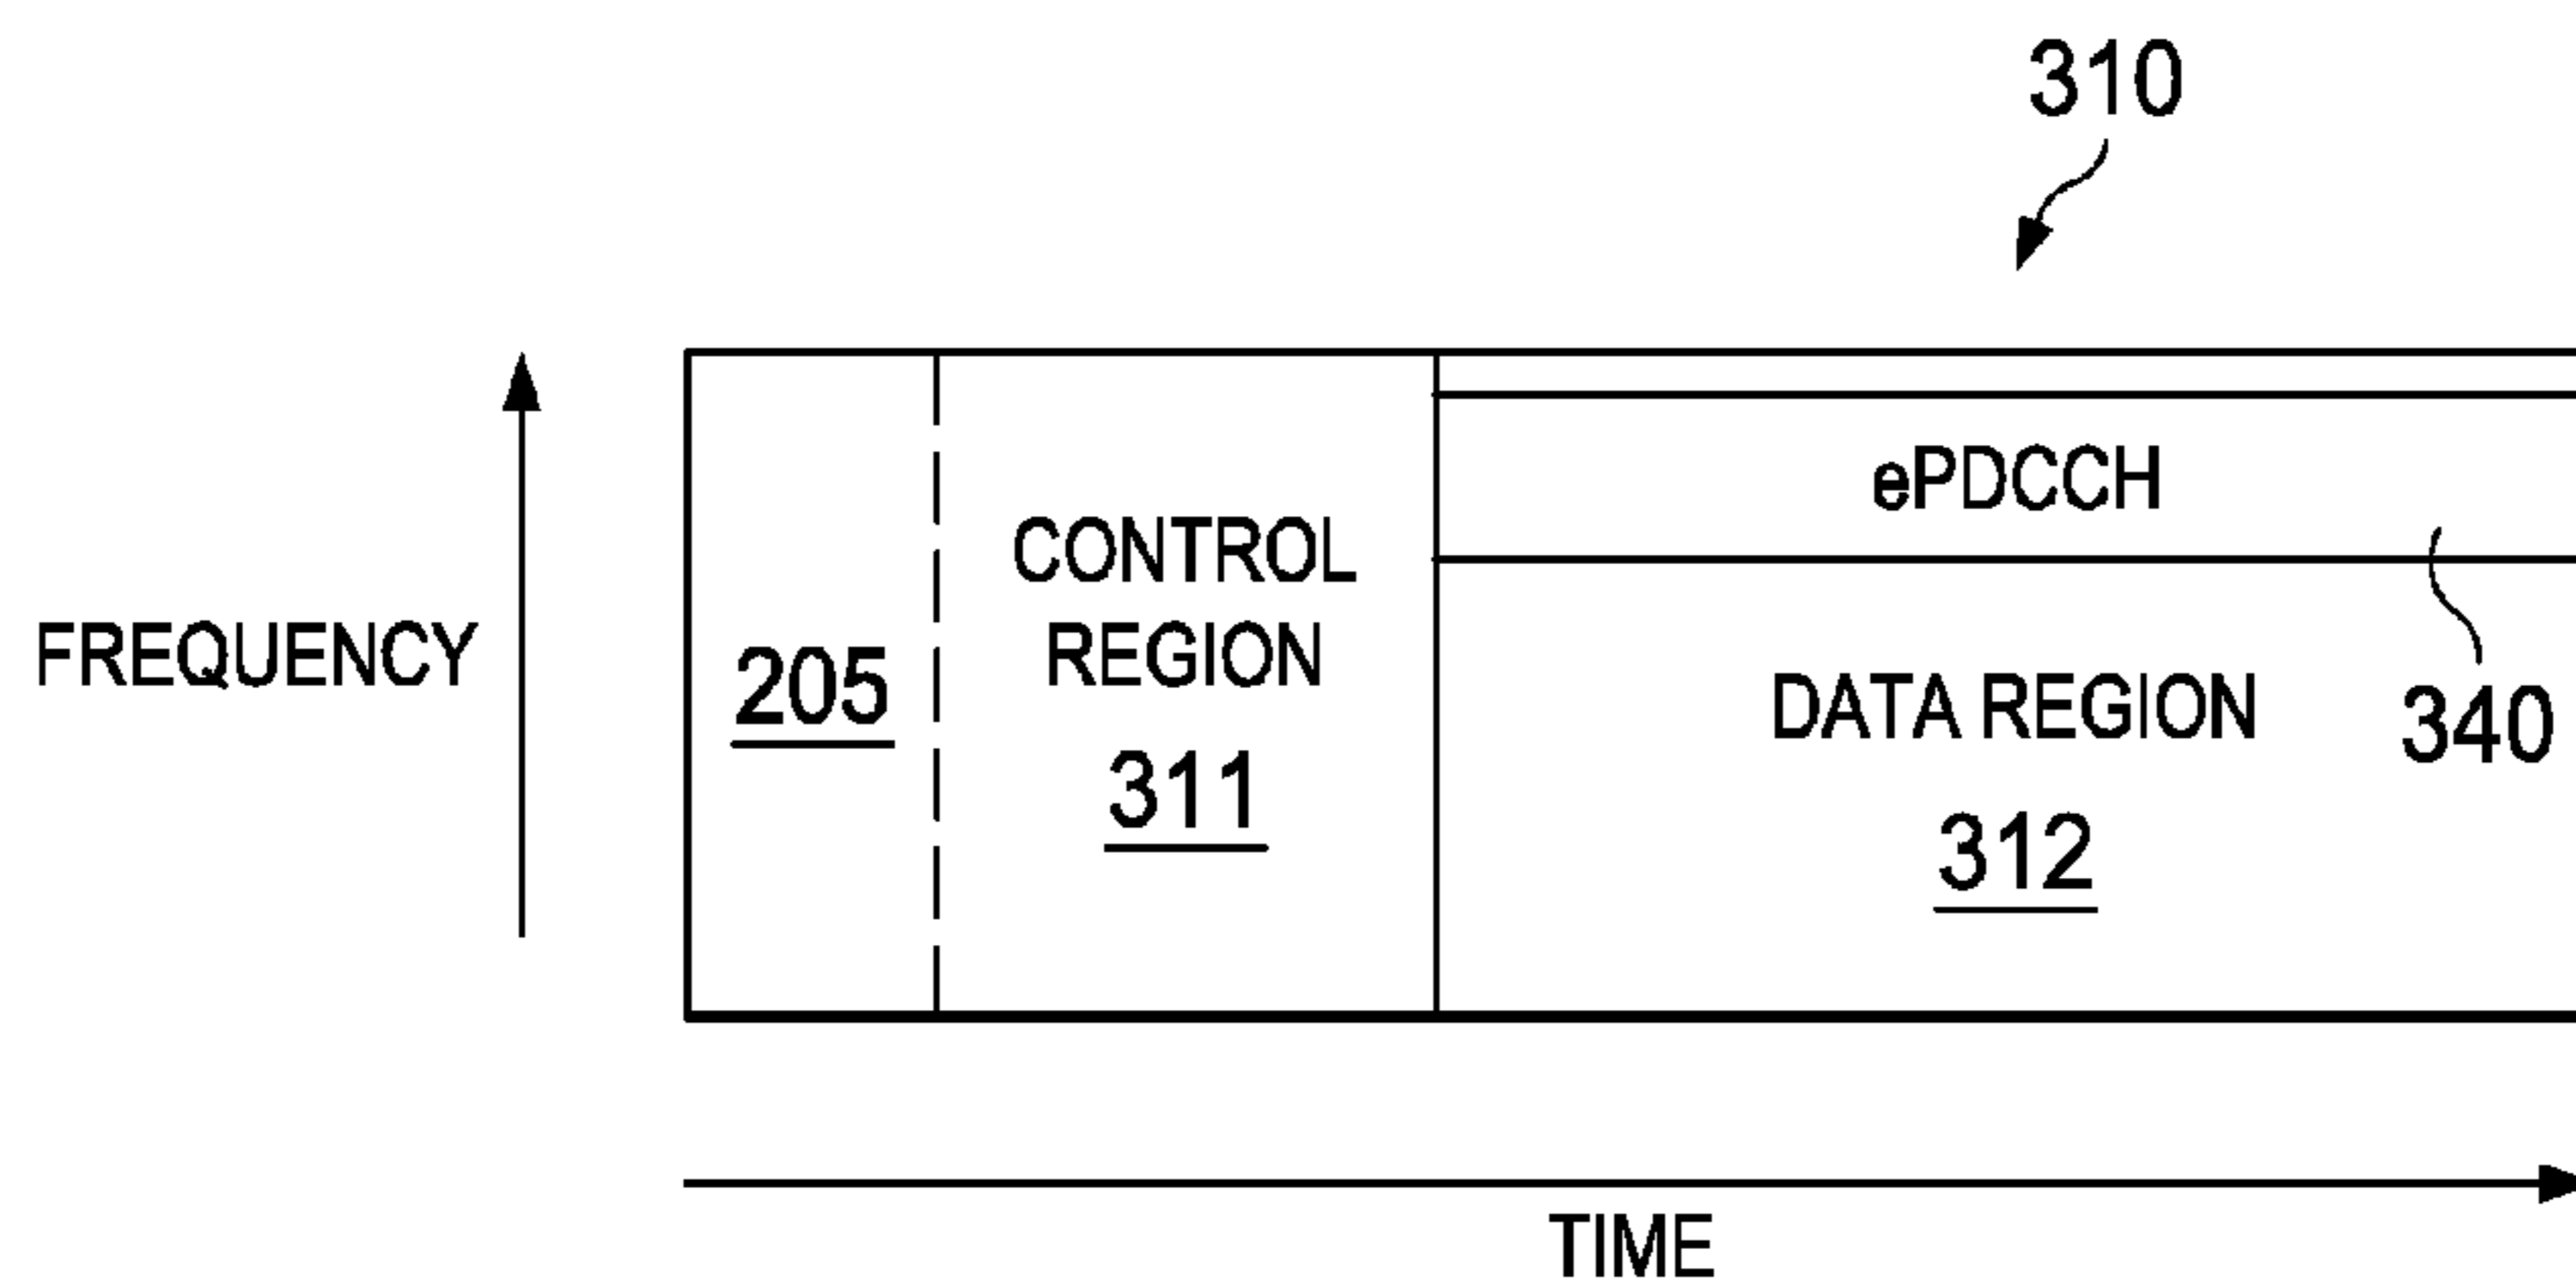 310
ePDCCH
CONTROL
REGION
311
FREQUENCY
205
DATA REGION
312
340
TIME